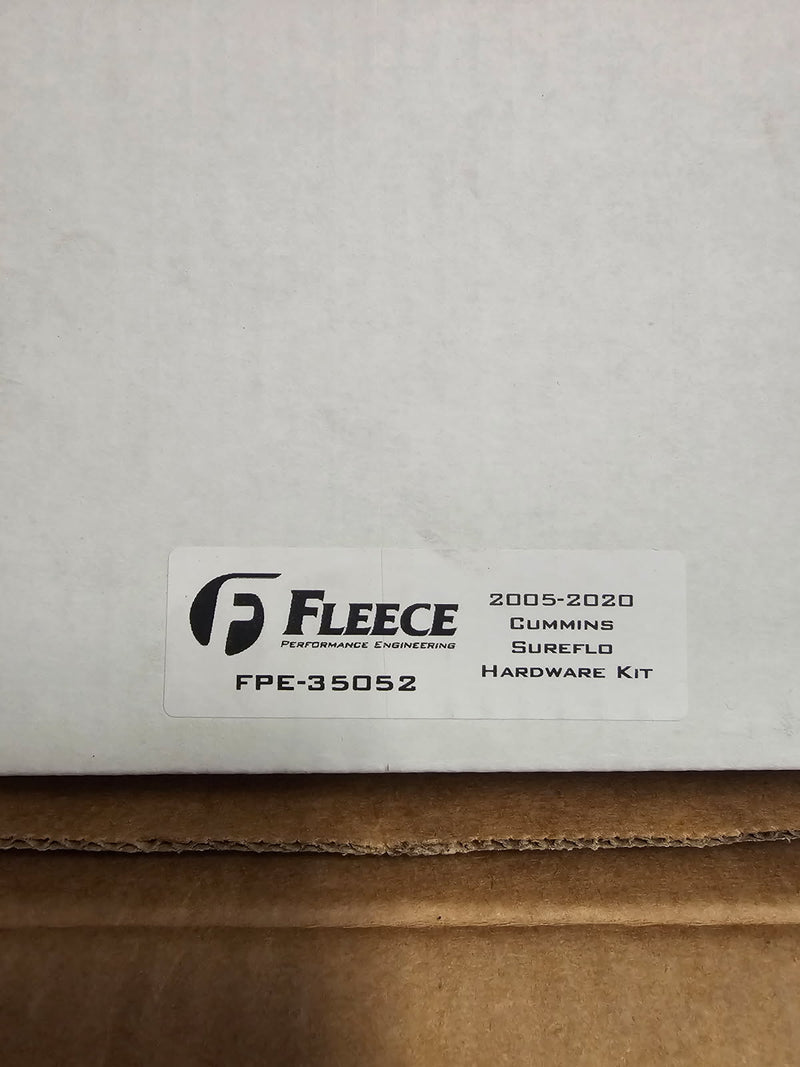 FLEECE
PERFORMANCE ENGINEERING
FPE-35052
2005-2020
CUMMINS
SUREFLO
HARDWARE KIT